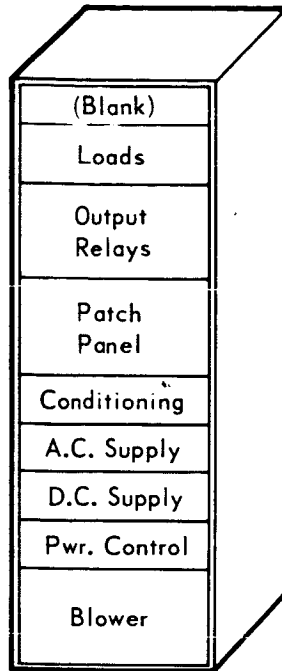 (Blank)
Loads
Output
Relays
Patch
Panel
Conditioning
A.C. Supply
D.C. Supply
Pwr. Control
Blower